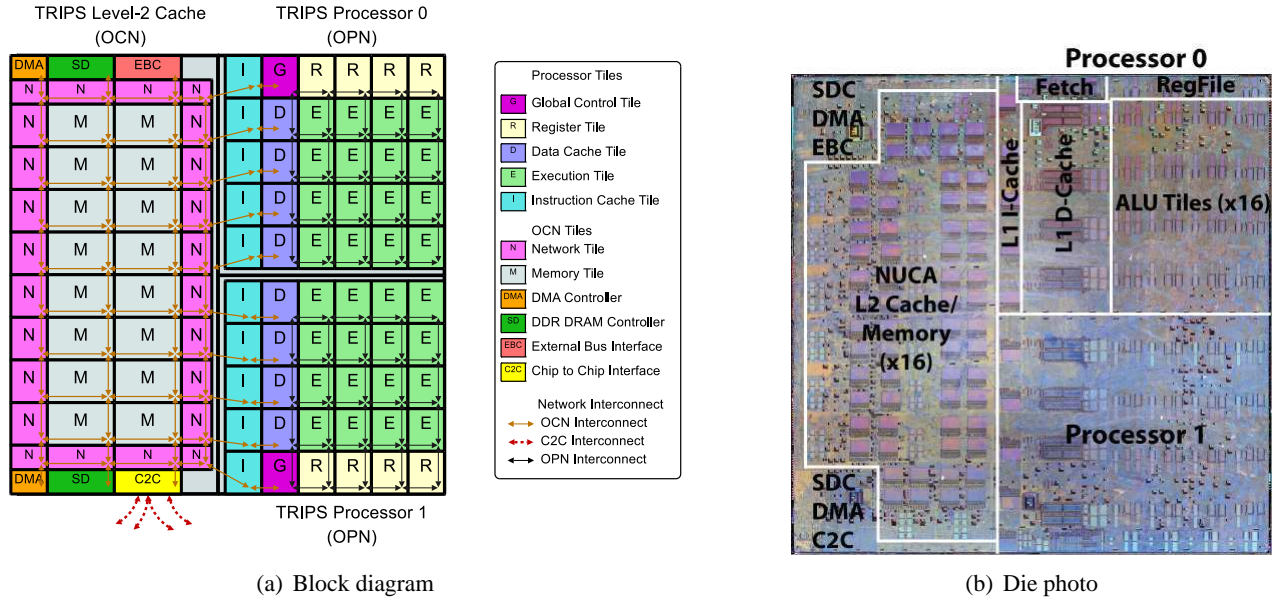 TRIPS Level-2 Cache
(OCN)
TRIPS Processor 0
(OPN)
DMA SD EBC I G R R R R
N N N N
N M M N I D E E E E
N M M N I D E E E E
N M M N I D E E E E
N M M N I D E E E E
N M M N I D E E E E
N M M N I D E E E E
N M M N I D E E E E
N M M N I D E E E E
N N N N I G R R R R
DMA SD C2C
TRIPS Processor 1
(OPN)
Processor Tiles
G Global Control Tile
R Register Tile
D Data Cache Tile
E Execution Tile
I Instruction Cache Tile
OCN Tiles
N Network Tile
M Memory Tile
DMA DMA Controller
SD DDR DRAM Controller
EBC External Bus Interface
C2C Chip to Chip Interface
Network Interconnect
OCN Interconnect
C2C Interconnect
OPN Interconnect
(a) Block diagram
Processor 0
SDC
DMA
EBC
Fetch
RegFile
L1 I-Cache
L1 D-Cache
ALU Tiles (x16)
NUCA
L2 Cache/
Memory
(x16)
Processor 1
SDC
DMA
C2C
(b) Die photo